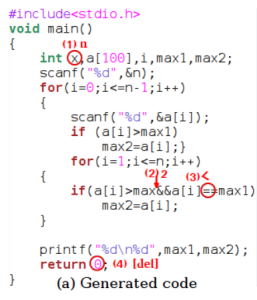 #include<stdio.h>
void main()
{
(1) n
int x,a[100],i,max1,max2;
scanf("%d",&n);
for(i=0;i<=n-1;i++)
{
scanf("%d",&a[i]);
if (a[i]>max1)
max2=a[i];}
for(i=1;i<=n;i++)
{
(2) 2 (3) <
if(a[i]>max&&a[i]==max1)
max2=a[i];
}
printf("%d\n%d",max1,max2);
return 0; (4) [del]
}
(a) Generated code